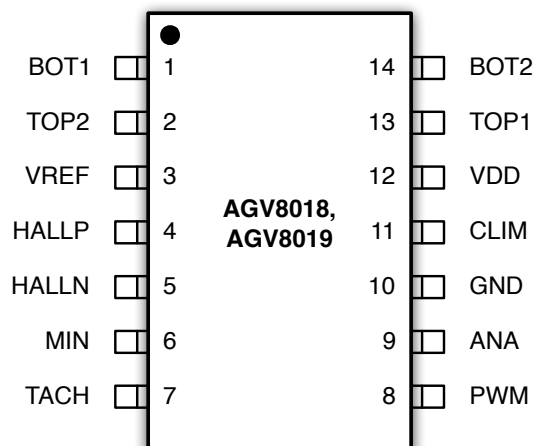 BOT1 1 14 BOT2
TOP2 2 13 TOP1
VREF 3 12 VDD
AGV8018,
HALLP 4 11 CLIM
AGV8019
HALLN 5 10 GND
MIN 6 9 ANA
TACH 7 8 PWM